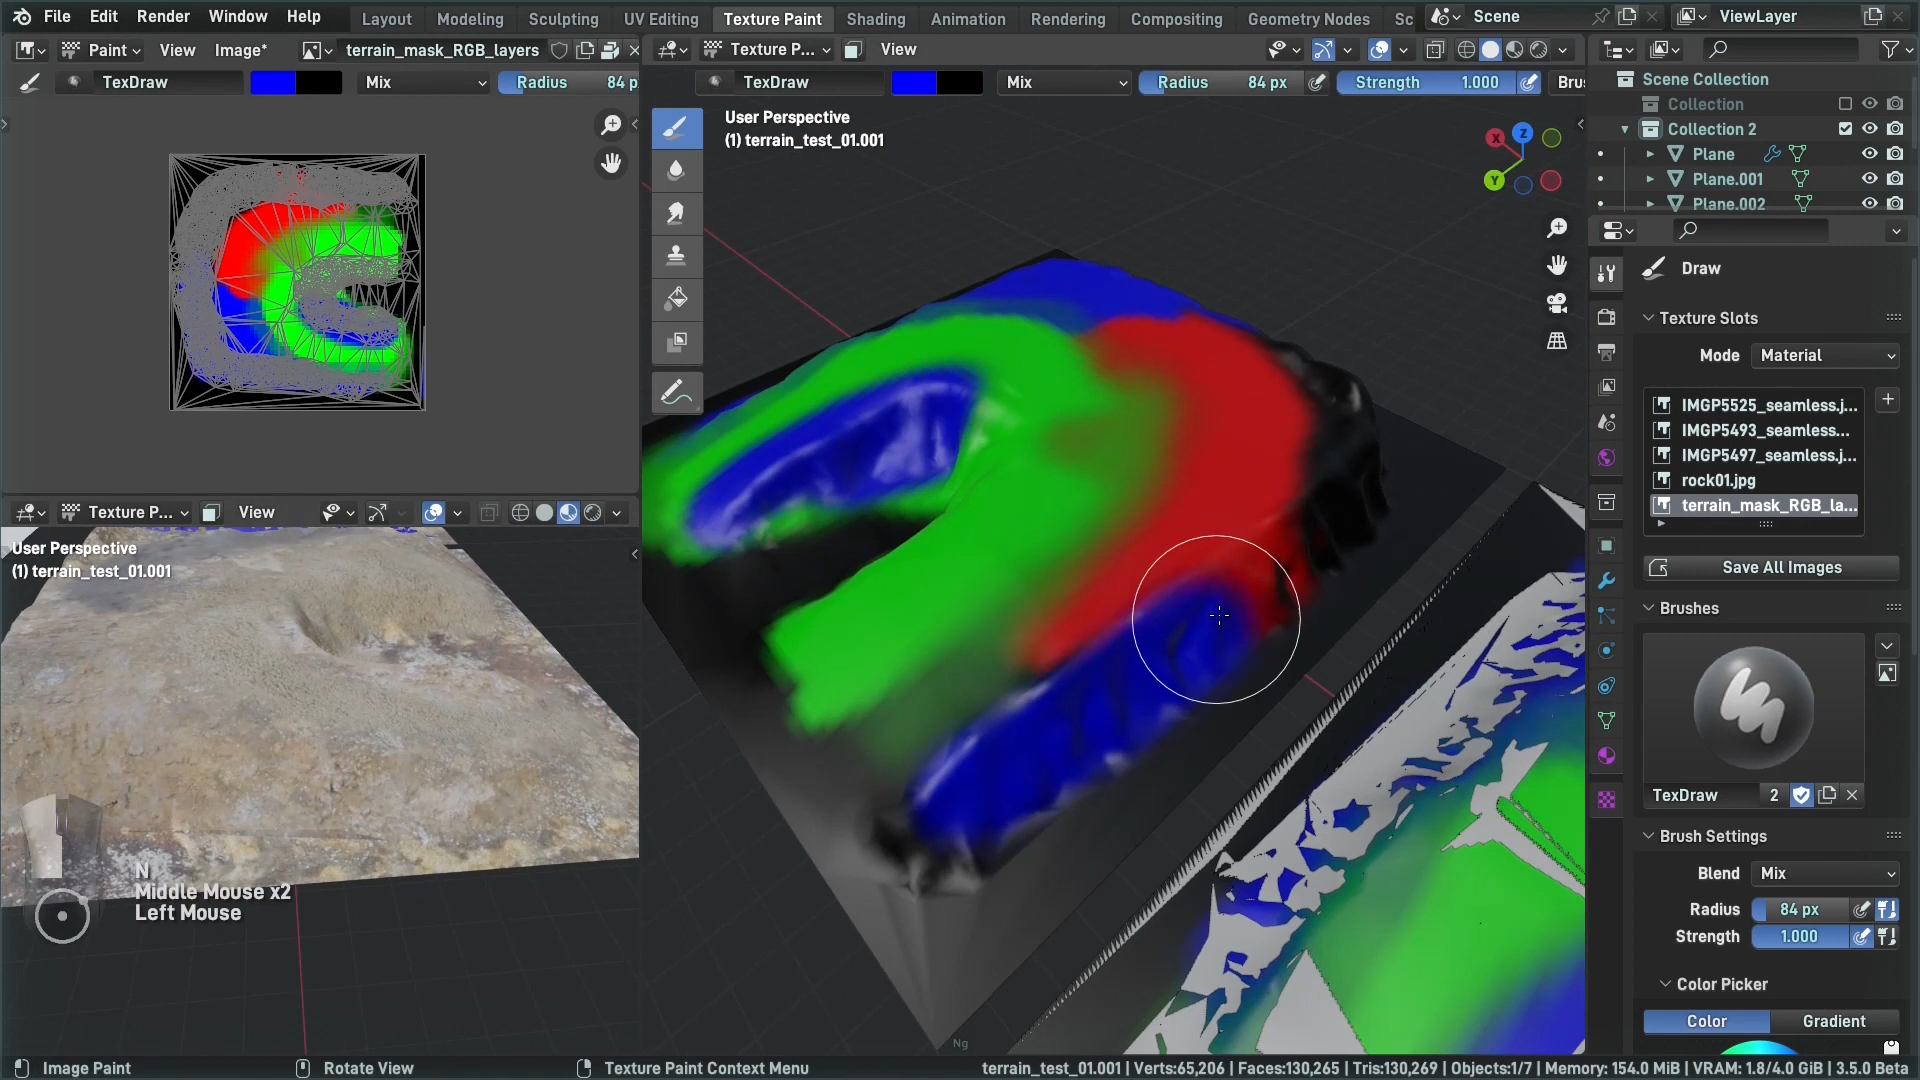 File Edit Render Window Help
Layout Modeling Sculpting UV Editing Texture Paint Shading Animation Rendering Compositing Geometry Nodes Sc
Scene
ViewLayer
Paint View Image* terrain_mask_RGB_layers
Texture P... View
TexDraw Mix Radius 84 p
TexDraw Mix Radius 84 px Strength 1.000 Bru
Scene Collection
Collection
Collection 2
Plane
Plane.001
Plane.002
User Perspective
(1) terrain_test_01.001
X
Z
Y
Draw
Texture Slots
Mode Material
IMGP5525_seamless.j...
IMGP5493_seamless...
IMGP5497_seamless.j...
rock01.jpg
terrain_mask_RGB_la...
Save All Images
Brushes
TexDraw 2
Brush Settings
Blend Mix
Radius 84 px
Strength 1.000
Color Picker
Color Gradient
Texture P... View
User Perspective
(1) terrain_test_01.001
N
Middle Mouse x2
Left Mouse
Ng
Image Paint Rotate View Texture Paint Context Menu
terrain_test_01.001 | Verts:65,206 | Faces:130,265 | Tris:130,269 | Objects:1/7 | Memory: 154.0 MiB | VRAM: 1.8/4.0 GiB | 3.5.0 Beta